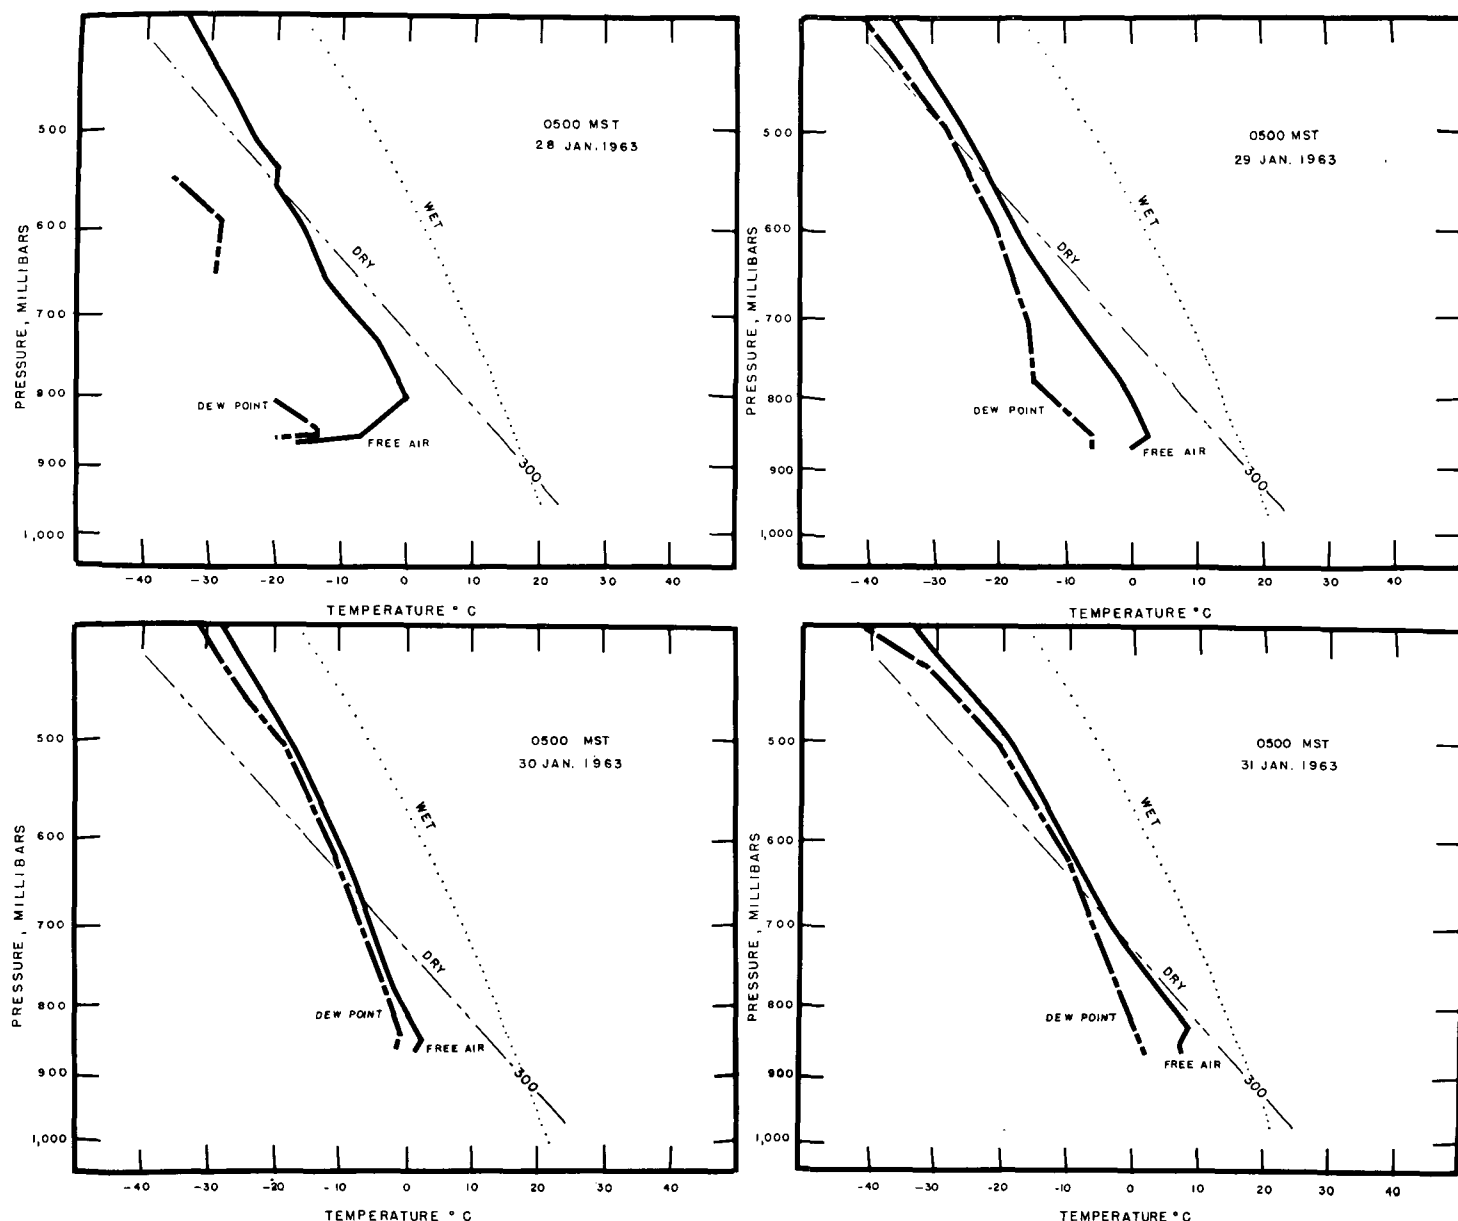 0500 MST
28 JAN. 1963
500
600
700
800
900
1,000
PRESSURE, MILLIBARS
WET
DRY
DEW POINT
FREE AIR
300
-40 -30 -20 -10 0 10 20 30 40
TEMPERATURE °C
0500 MST
29 JAN. 1963
500
600
700
800
900
1,000
PRESSURE, MILLIBARS
WET
DRY
DEW POINT
FREE AIR
300
-40 -30 -20 -10 0 10 20 30 40
TEMPERATURE °C
0500 MST
30 JAN. 1963
500
600
700
800
900
1,000
PRESSURE, MILLIBARS
WET
DRY
DEW POINT
FREE AIR
300
-40 -30 -20 -10 0 10 20 30 40
TEMPERATURE °C
0500 MST
31 JAN. 1963
500
600
700
800
900
1,000
PRESSURE, MILLIBARS
WET
DRY
DEW POINT
FREE AIR
300
-40 -30 -20 -10 0 10 20 30 40
TEMPERATURE °C